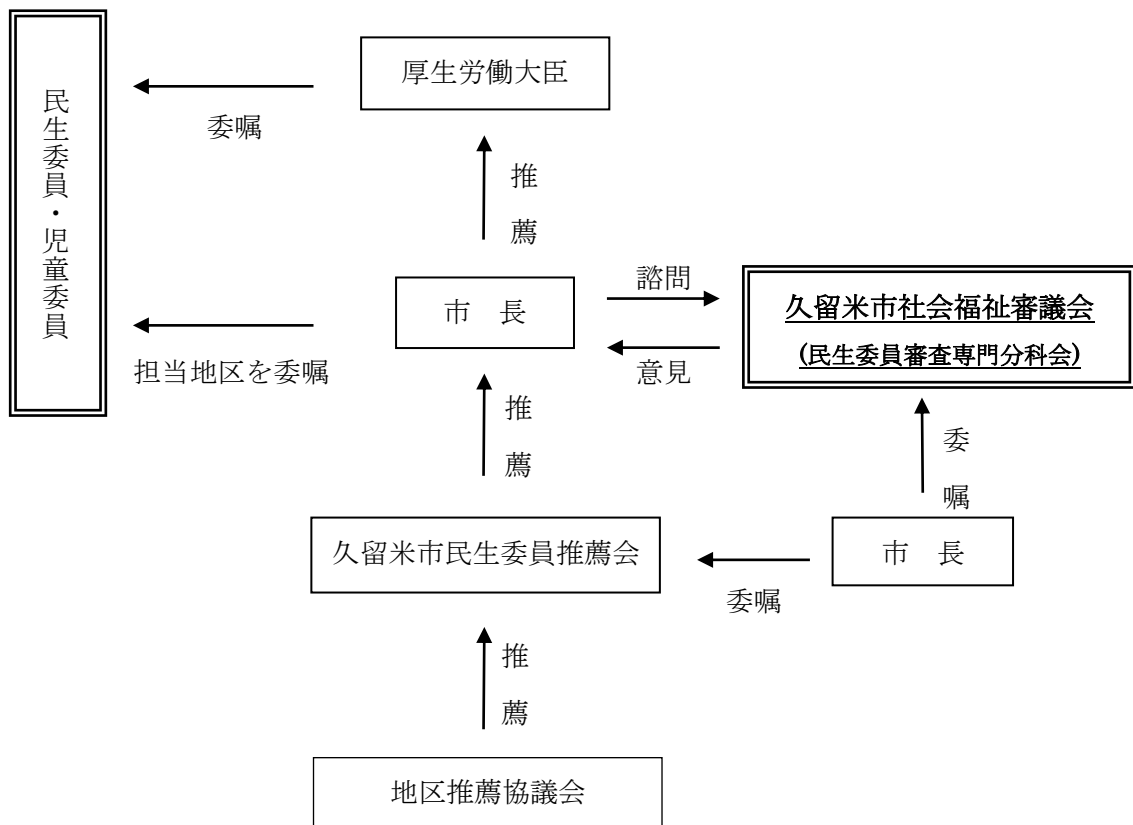 厚生労働大臣
民生委員・児童委員
委嘱
推薦
市　長
諮問
久留米市社会福祉審議会
(民生委員審査専門分科会)
意見
担当地区を委嘱
推薦
委嘱
久留米市民生委員推薦会
市　長
委嘱
推薦
地区推薦協議会